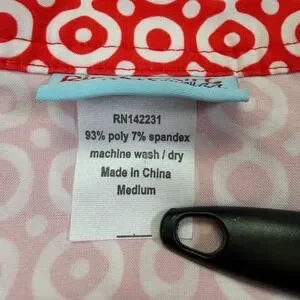 RN142231
93% poly 7% spandex
machine wash / dry
Made in China
Medium